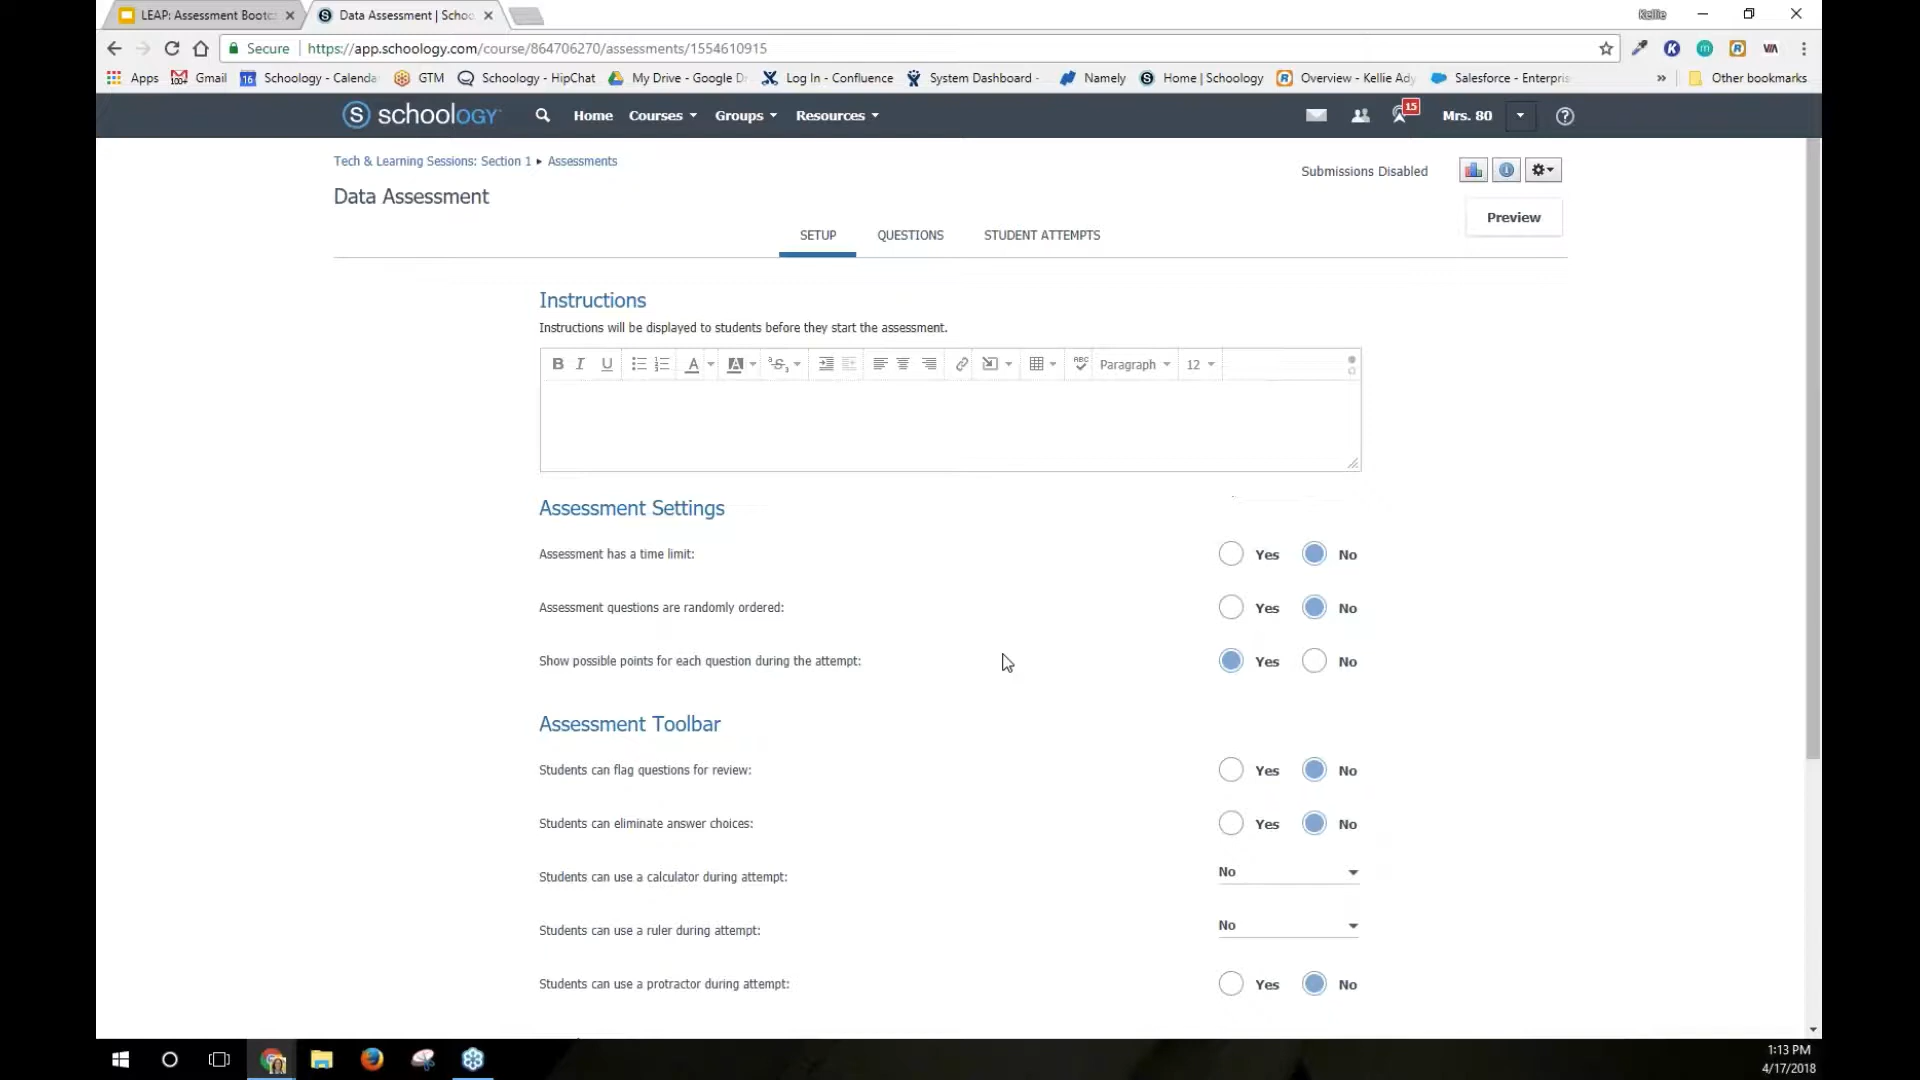 LEAP: Assessment Bootc
Data Assessment | Schoo
Kellie
Secure
https://app.schoology.com/course/864706270/assessments/1554610915
Apps
100+
Gmail
16
Schoology - Calenda
GTM
Schoology - HipChat
My Drive - Google D
Log In - Confluence
System Dashboard -
Namely
Home | Schoology
Overview - Kellie Ady
Salesforce - Enterpris
»
Other bookmarks
S schoology
Home
Courses
Groups
Resources
15
Mrs. 80
Tech & Learning Sessions: Section 1 ▸ Assessments
Submissions Disabled
Data Assessment
Preview
SETUP
QUESTIONS
STUDENT ATTEMPTS
Instructions
Instructions will be displayed to students before they start the assessment.
B I U
A
A
ABC
Paragraph
12
Assessment Settings
Assessment has a time limit:
Yes
No
Assessment questions are randomly ordered:
Yes
No
Show possible points for each question during the attempt:
Yes
No
Assessment Toolbar
Students can flag questions for review:
Yes
No
Students can eliminate answer choices:
Yes
No
Students can use a calculator during attempt:
No
Students can use a ruler during attempt:
No
Students can use a protractor during attempt:
Yes
No
1:13 PM
4/17/2018